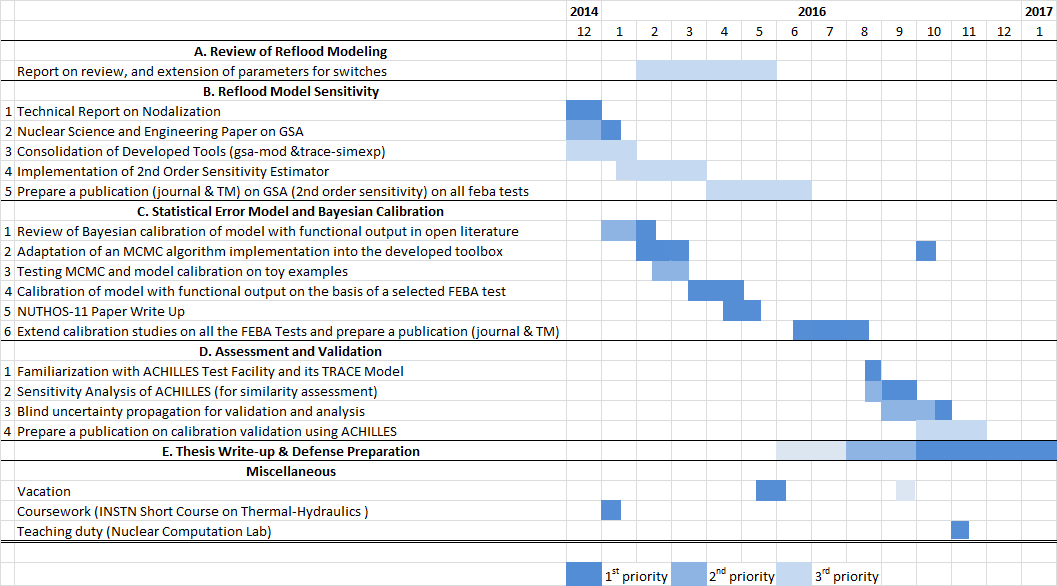 2014 2016 2017
12 1 2 3 4 5 6 7 8 9 10 11 12 1
A. Review of Reflood Modeling
Report on review, and extension of parameters for switches
B. Reflood Model Sensitivity
1 Technical Report on Nodalization
2 Nuclear Science and Engineering Paper on GSA
3 Consolidation of Developed Tools (gsa-mod &trace-simexp)
4 Implementation of 2nd Order Sensitivity Estimator
5 Prepare a publication (journal & TM) on GSA (2nd order sensitivity) on all feba tests
C. Statistical Error Model and Bayesian Calibration
1 Review of Bayesian calibration of model with functional output in open literature
2 Adaptation of an MCMC algorithm implementation into the developed toolbox
3 Testing MCMC and model calibration on toy examples
4 Calibration of model with functional output on the basis of a selected FEBA test
5 NUTHOS-11 Paper Write Up
6 Extend calibration studies on all the FEBA Tests and prepare a publication (journal & TM)
D. Assessment and Validation
1 Familiarization with ACHILLES Test Facility and its TRACE Model
2 Sensitivity Analysis of ACHILLES (for similarity assessment)
3 Blind uncertainty propagation for validation and analysis
4 Prepare a publication on calibration validation using ACHILLES
E. Thesis Write-up & Defense Preparation
Miscellaneous
Vacation
Coursework (INSTN Short Course on Thermal-Hydraulics )
Teaching duty (Nuclear Computation Lab)
1st priority 2nd priority 3rd priority